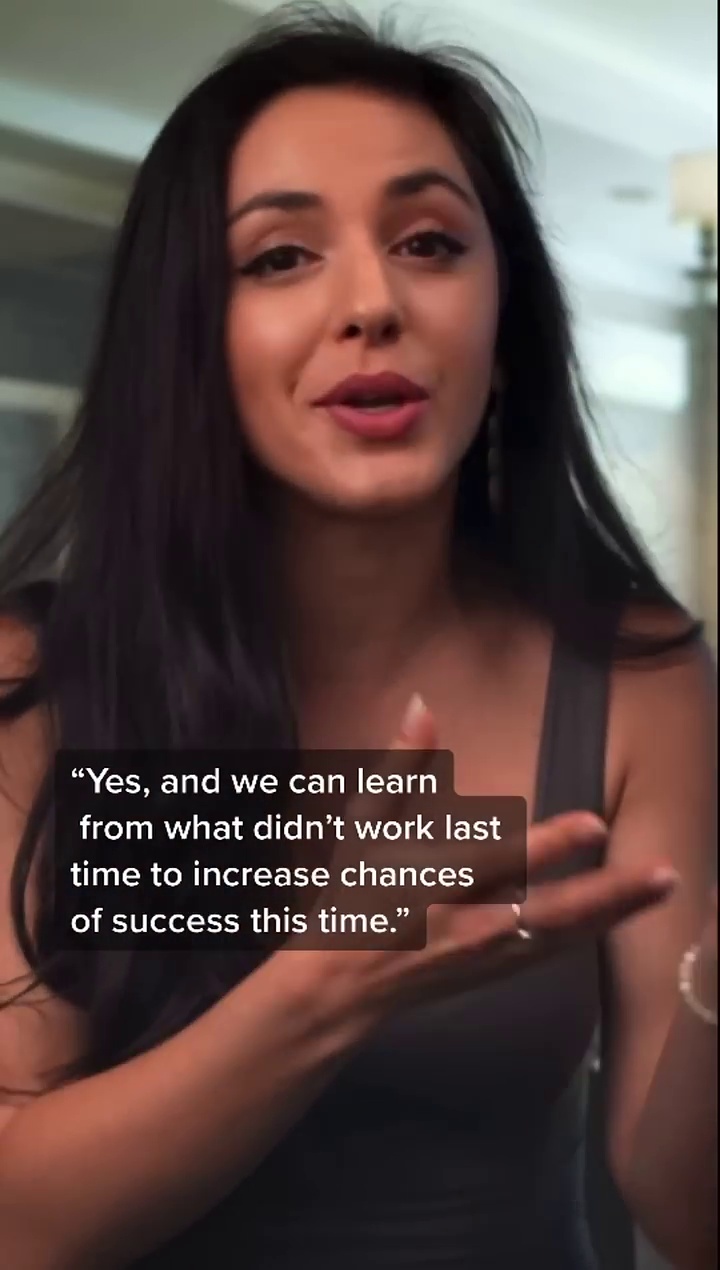 “Yes, and we can learn
from what didn’t work last
time to increase chances
of success this time.”